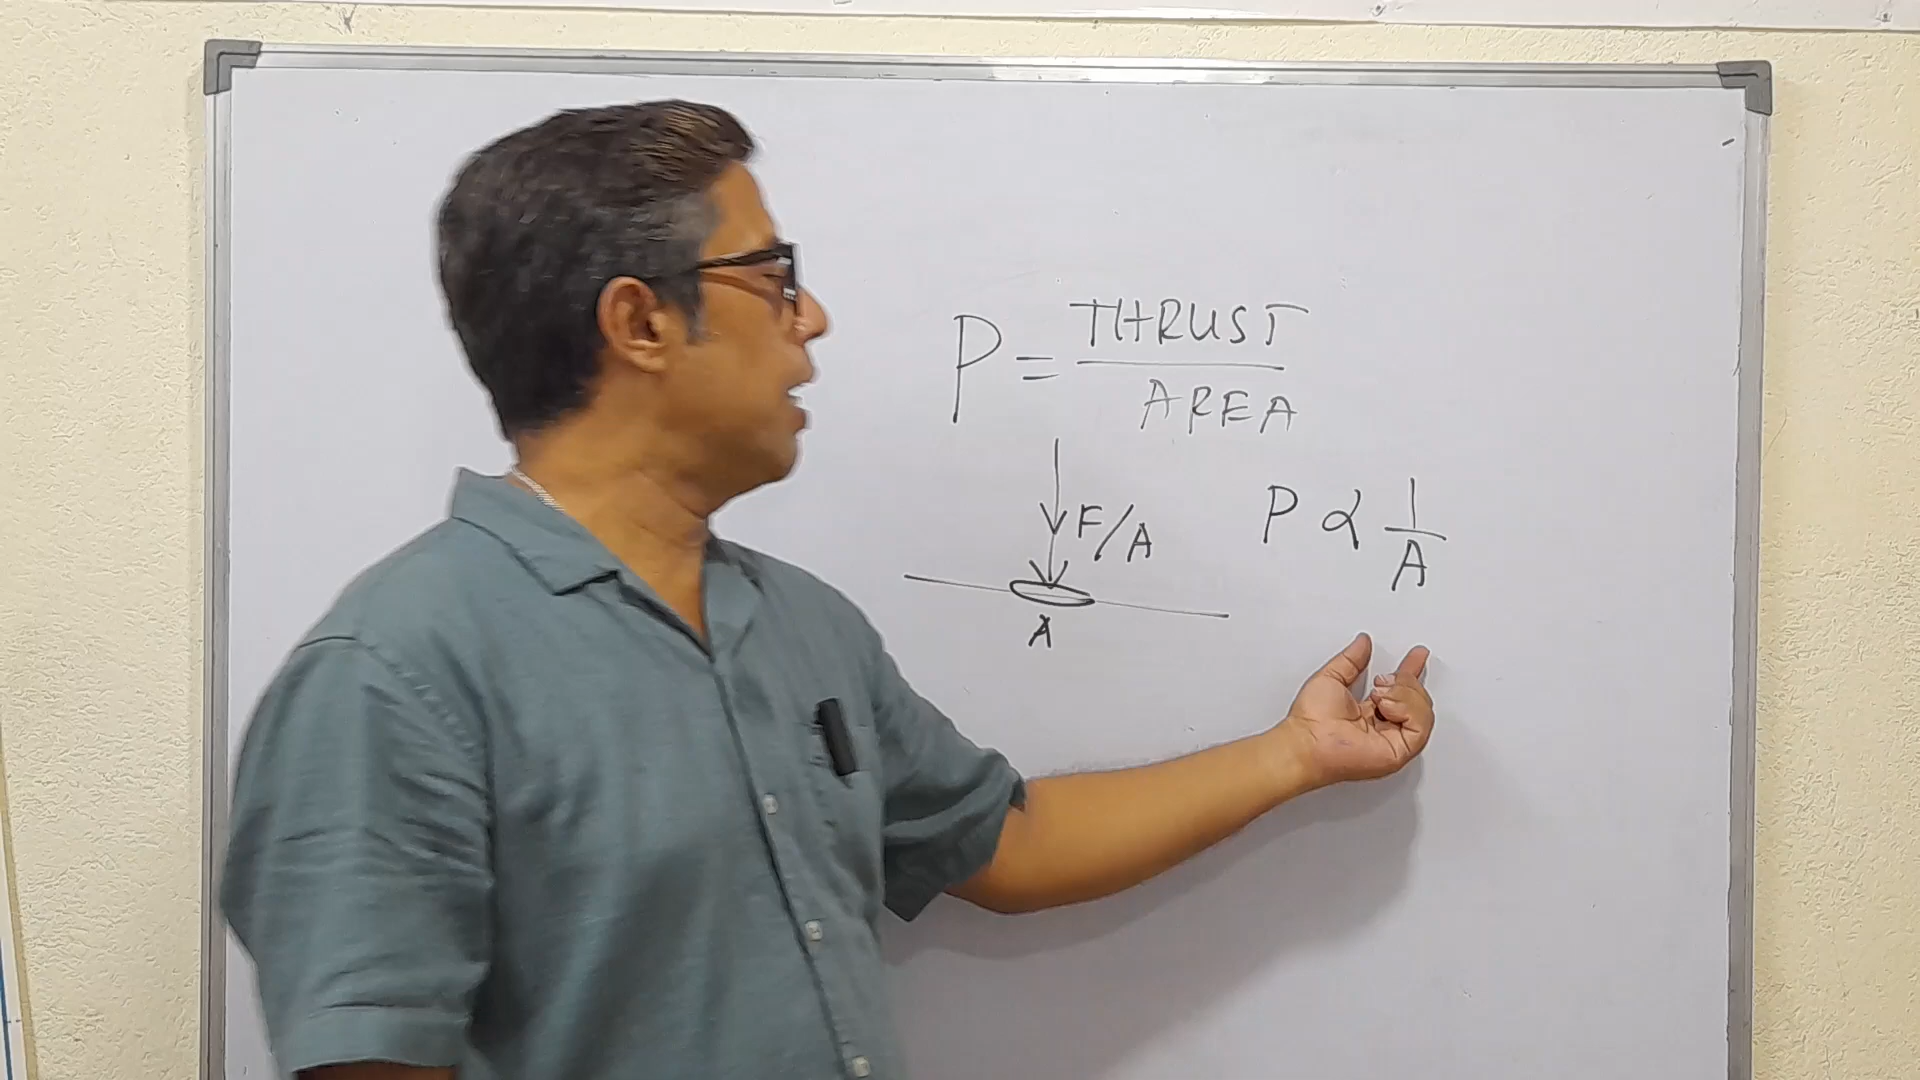 P = THRUST / AREA
F/A
A
P ∝ 1/A